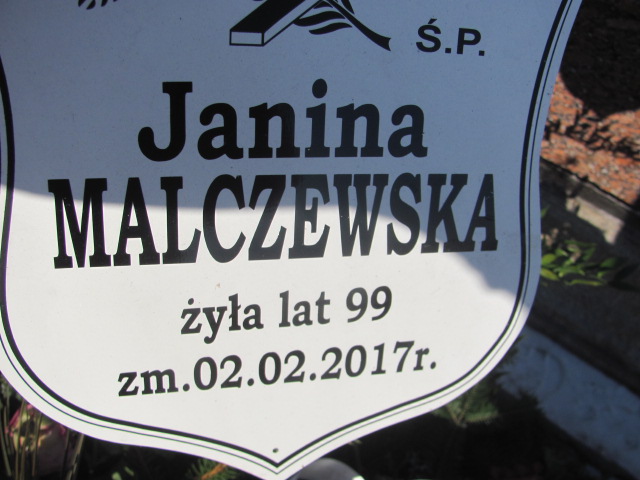 Ś.P.
Janina
MALCZEWSKA
żyła lat 99
zm.02.02.2017r.